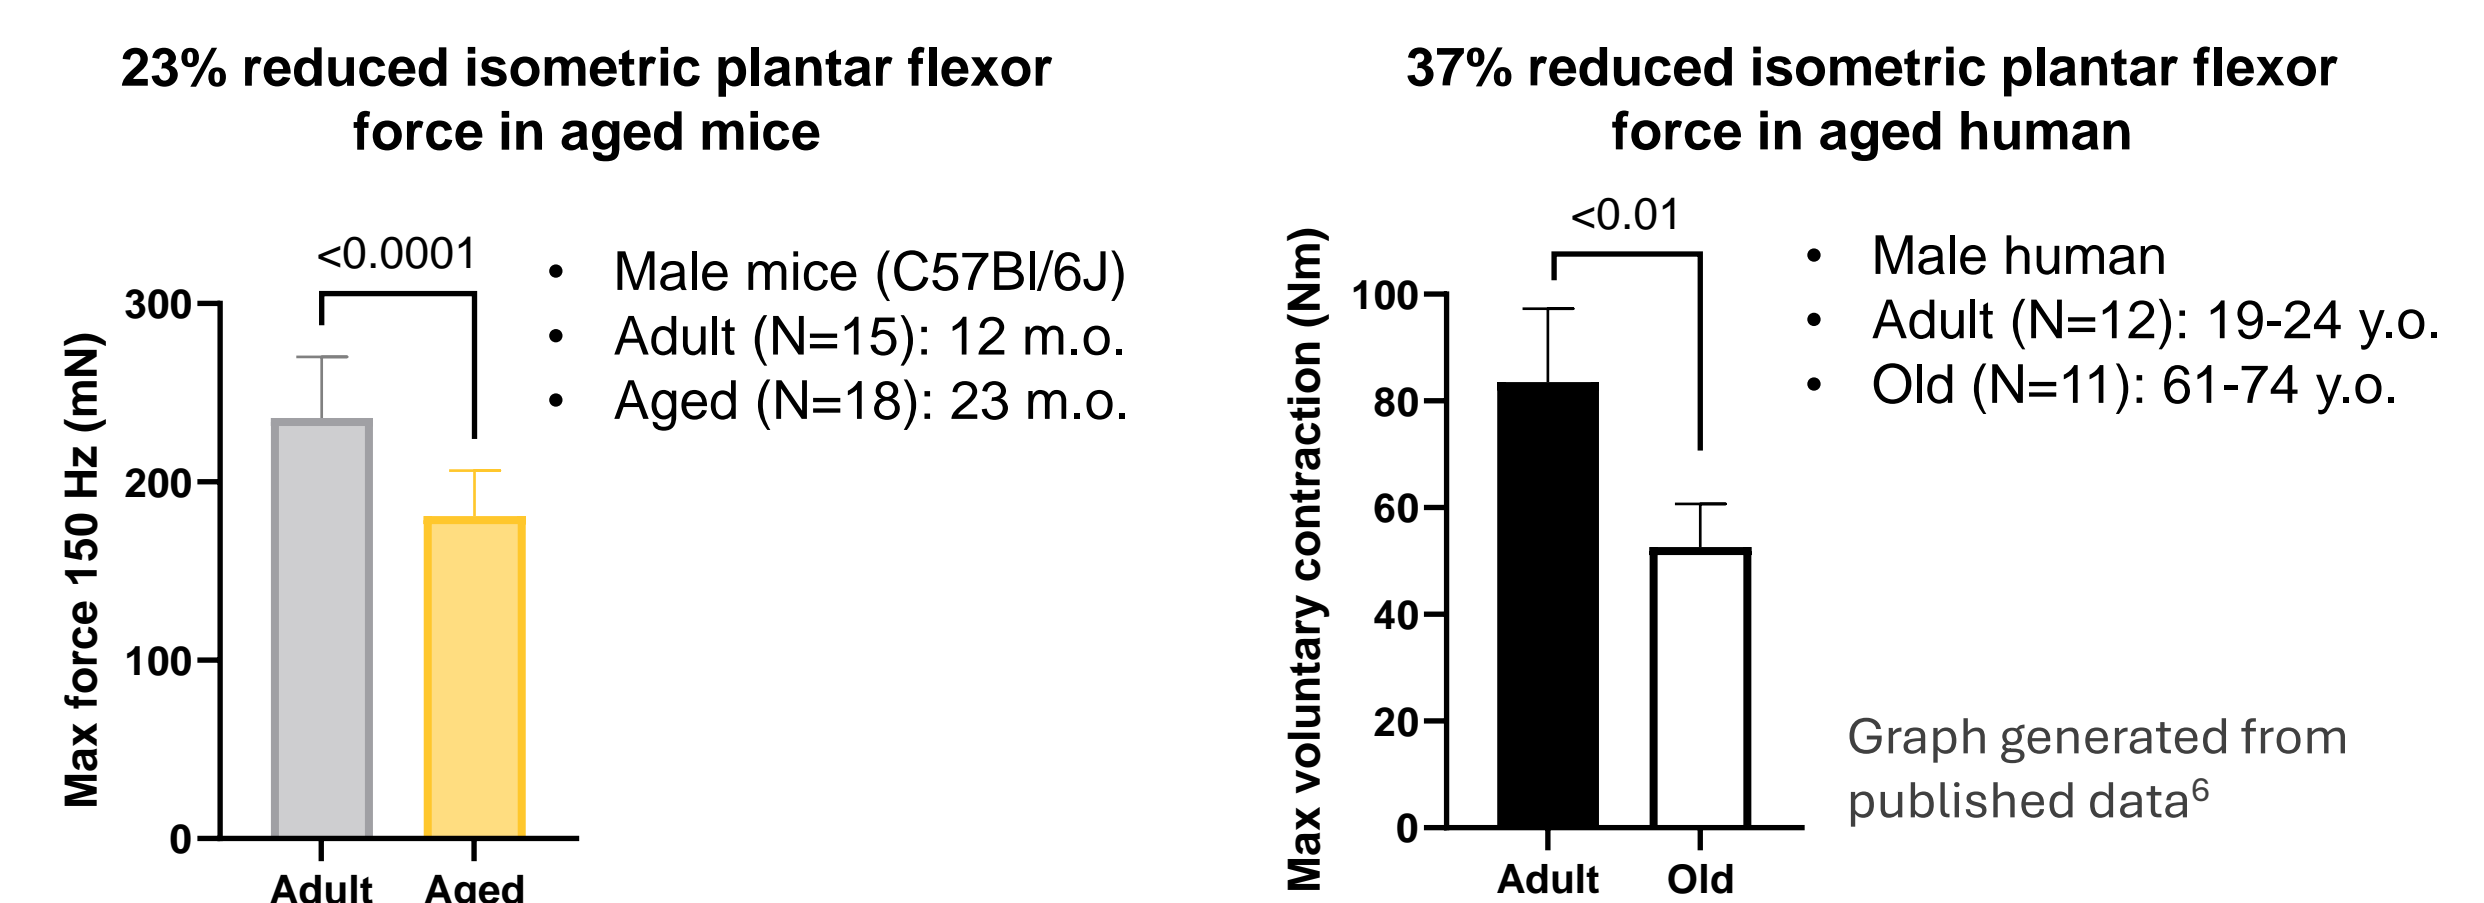 23% reduced isometric plantar flexor
force in aged mice
<0.0001
Max force 150 Hz (mN)
300
200
100
0
Adult
Aged
• Male mice (C57Bl/6J)
• Adult (N=15): 12 m.o.
• Aged (N=18): 23 m.o.
37% reduced isometric plantar flexor
force in aged human
<0.01
Max voluntary contraction (Nm)
100
80
60
40
20
0
Adult
Old
• Male human
• Adult (N=12): 19-24 y.o.
• Old (N=11): 61-74 y.o.
Graph generated from
published data⁶